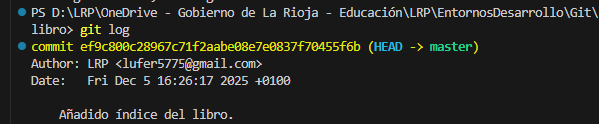 PS D:\LRP\OneDrive - Gobierno de La Rioja - Educación\LRP\EntornosDesarrollo\Git\
libro> git log
commit ef9c800c28967c71f2aabe08e7e0837f70455f6b (HEAD -> master)
Author: LRP <lufer5775@gmail.com>
Date:   Fri Dec 5 16:26:17 2025 +0100
    Añadido índice del libro.